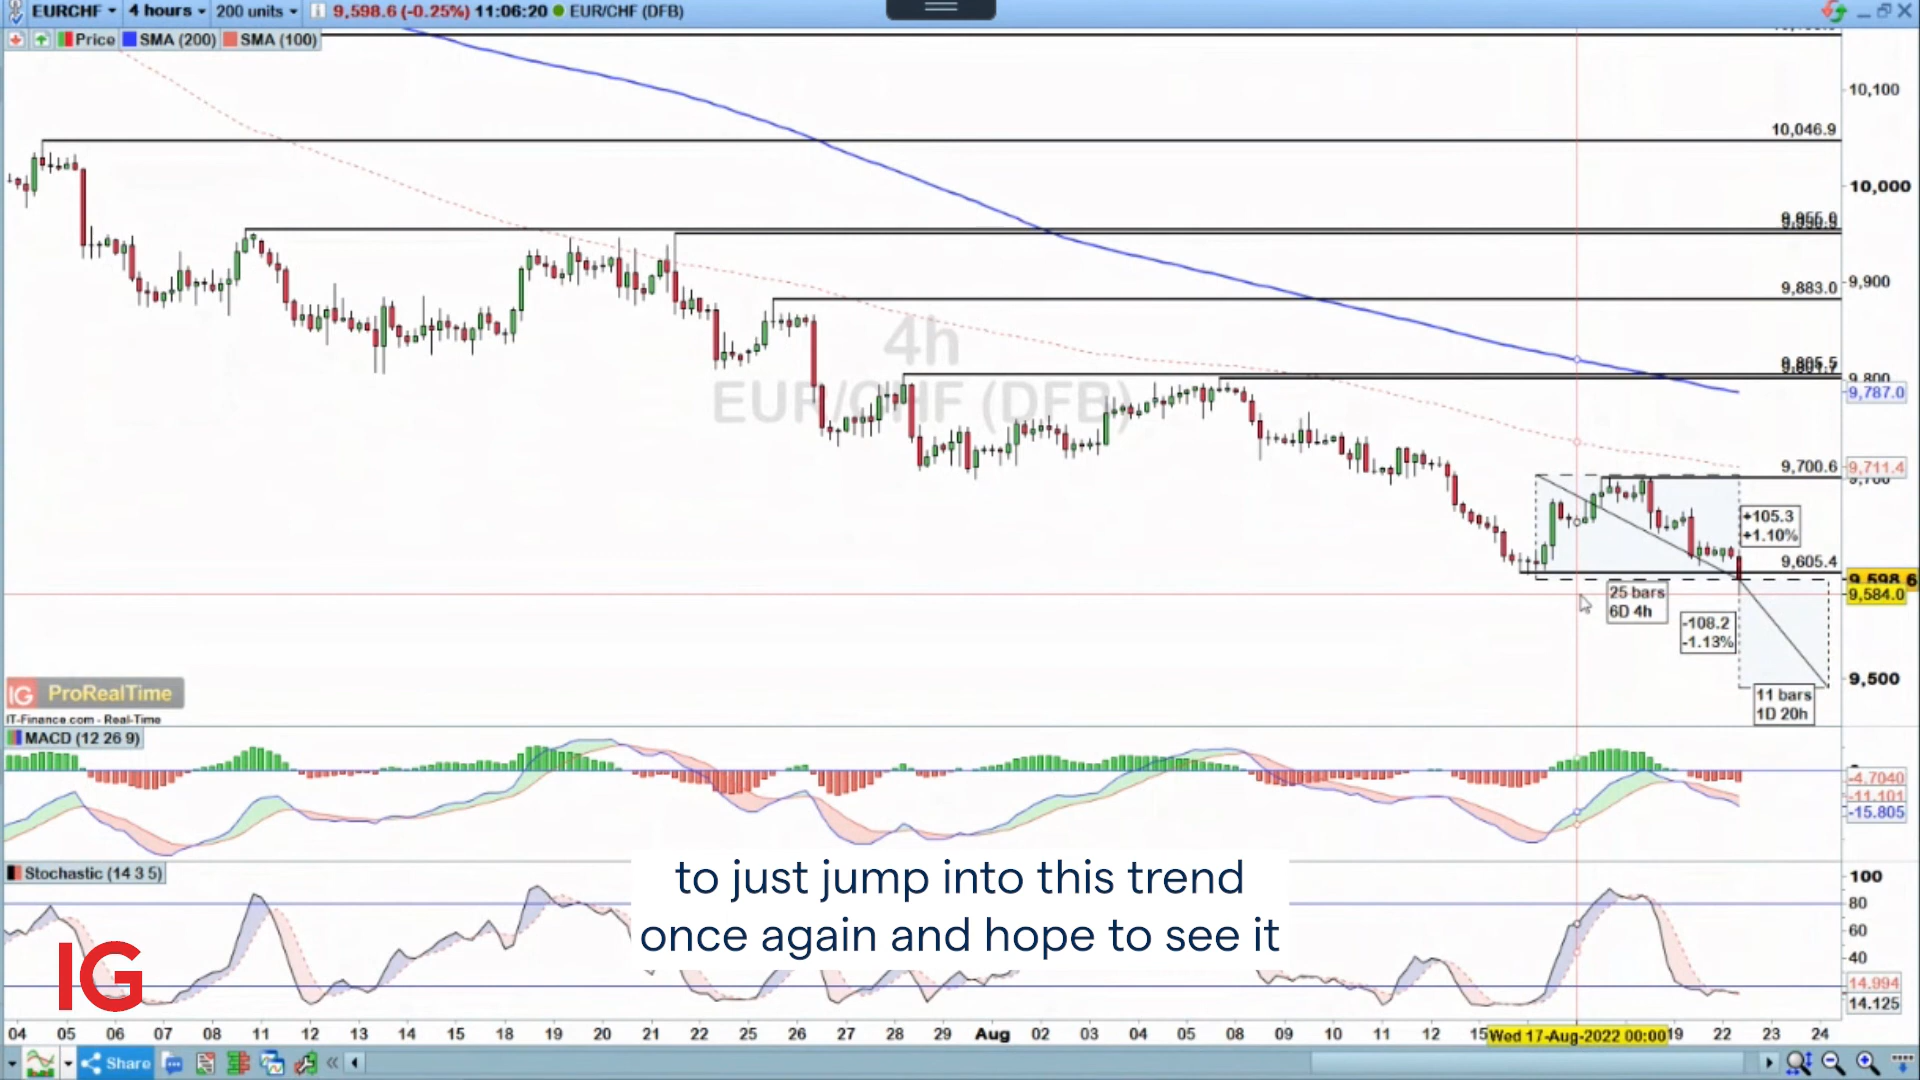 EURCHF 4 hours 200 units 9,598.6 (-0.25%) 11:06:20 EUR/CHF (DFB)
Price SMA (200) SMA (100)
10,100
10,046.9
10,000
9,900
9,883.0
9,800
9,787.0
4h
EUR/CHF (DFB)
9,700.6
9,711.4
9,700
+105.3
+1.10%
9,605.4
9,598.6
9,584.0
25 bars
6D 4h
-108.2
-1.13%
9,500
11 bars
1D 20h
IG ProRealTime
IT-Finance.com - Real-Time
MACD (12 26 9)
-4.7040
-11.101
-15.805
Stochastic (14 3 5)
100
80
60
40
14.994
14.125
to just jump into this trend
once again and hope to see it
IG
04 05 06 07 08 11 12 13 14 15 18 19 20 21 22 25 26 27 28 29 Aug 02 03 04 05 08 09 10 11 12 15 Wed 17-Aug-2022 00:00 19 22 23 24
Share